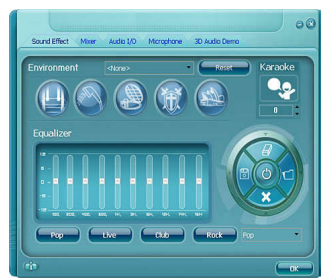 Sound Effect Mixer Audio I/O Microphone 3D Audio Demo
Environment <None> Reset Karaoke
0
Equalizer
Pop Live Club Rock Pop
OK